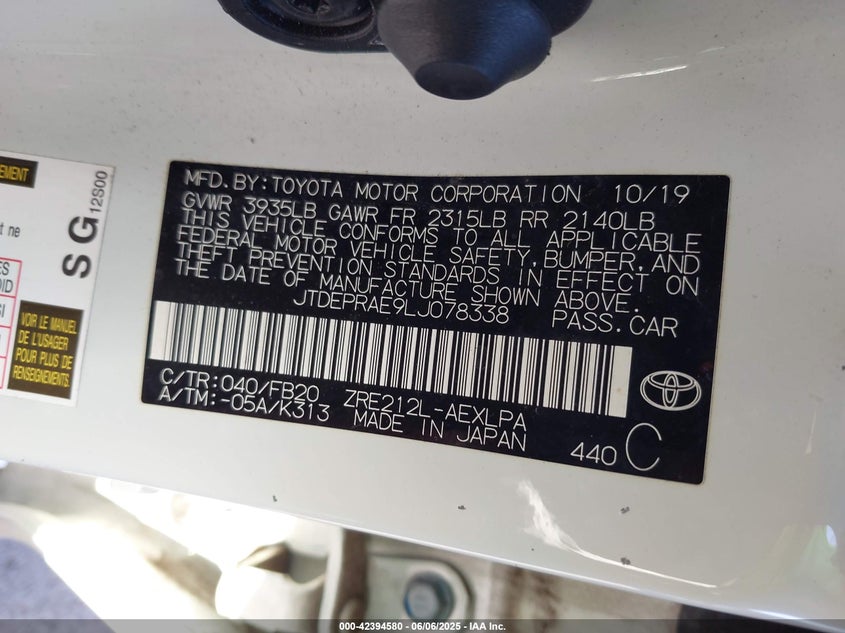 MFD. BY: TOYOTA MOTOR CORPORATION 10/19
GVWR 3935LB GAWR FR 2315LB RR 2140LB
THIS VEHICLE CONFORMS TO ALL APPLICABLE
FEDERAL MOTOR VEHICLE SAFETY, BUMPER, AND
THEFT PREVENTION STANDARDS IN EFFECT ON
THE DATE OF MANUFACTURE SHOWN ABOVE.
JTDEPRAE9LJ078338 PASS. CAR
C/TR: 040/FB20 ZRE212L-AEXLPA
A/TM: -05A/K313 MADE IN JAPAN
440 C
SG 12S00
ne
VOIR LE MANUEL
DE L'USAGER
POUR PLUS DE
RENSEIGNEMENTS.
000-42394580 - 06/06/2025 - IAA Inc.